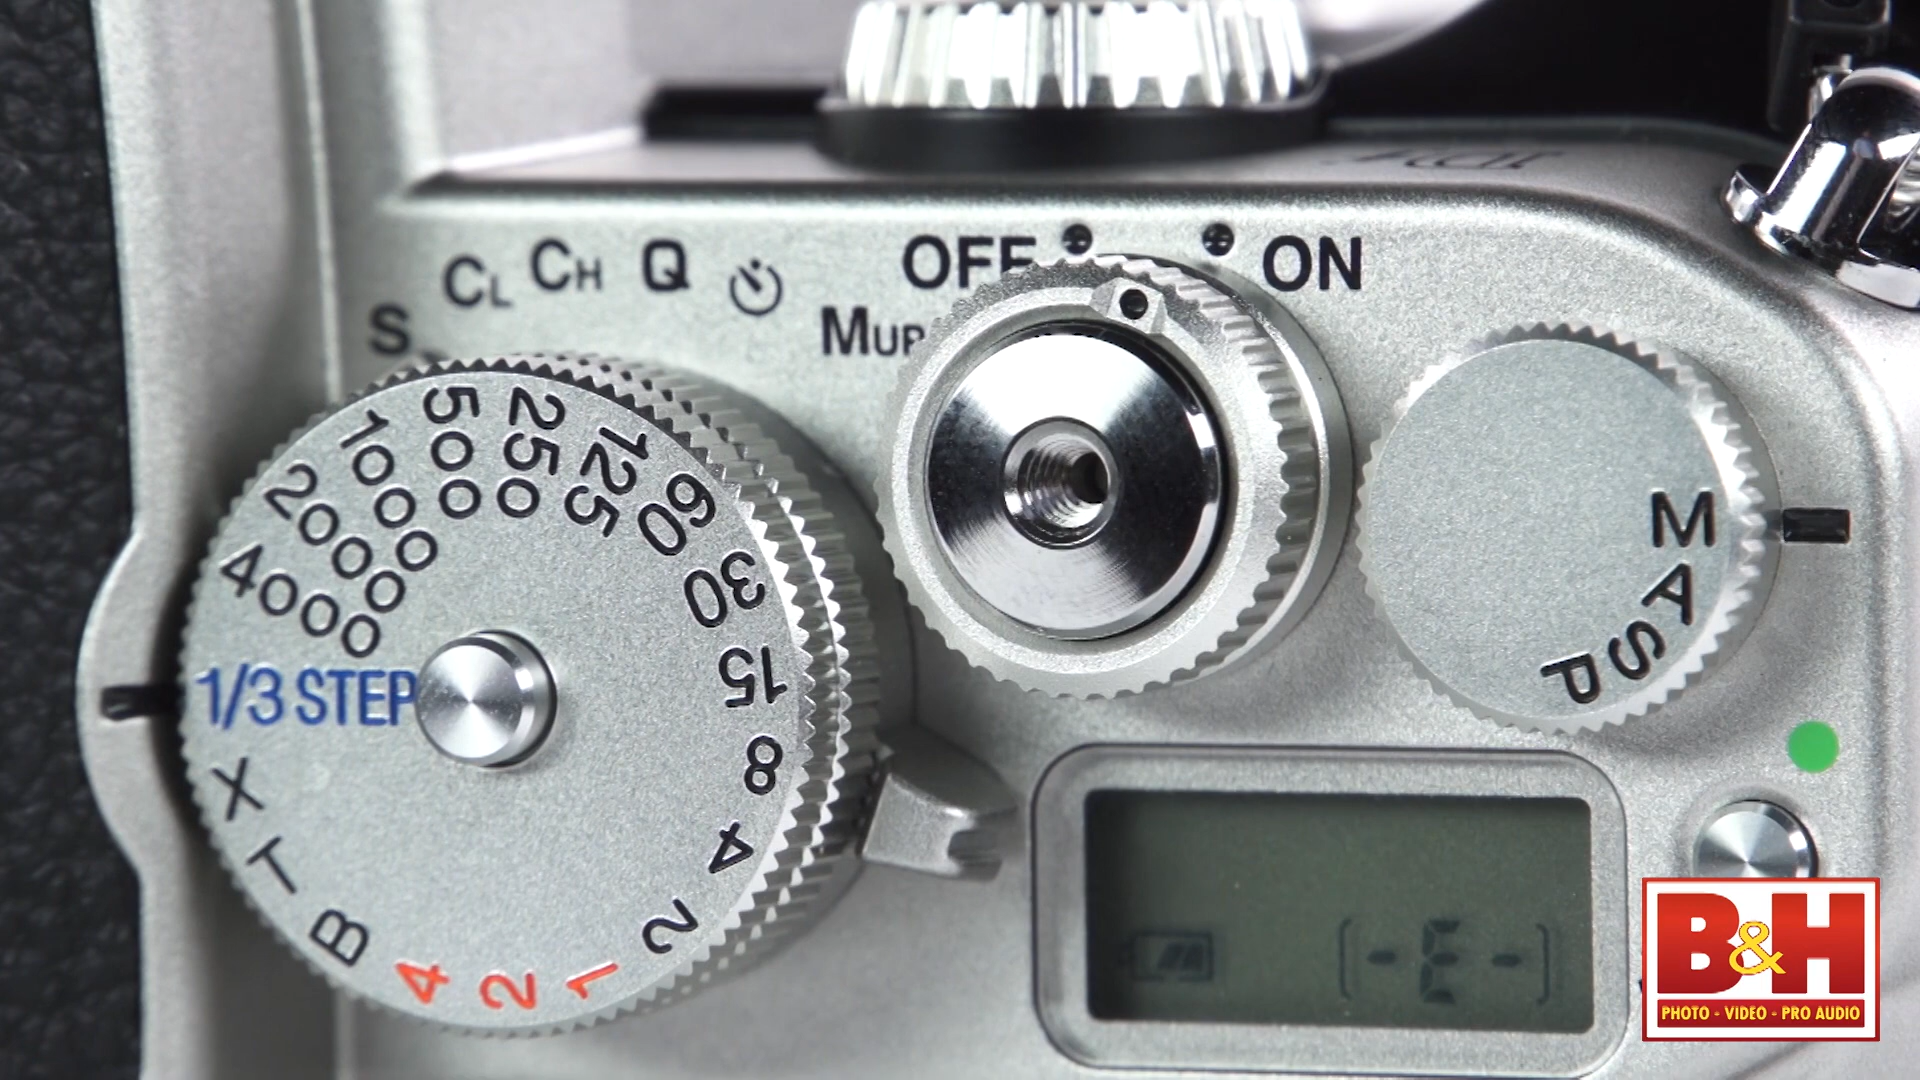 OFF ON
S CL CH Q
MUP
4000
2000
1000
500
250
125
60
30
15
8
4
2
1
2
4
B
T
X
1/3 STEP
M
A
S
P
[-E-]
B&H
PHOTO - VIDEO - PRO AUDIO